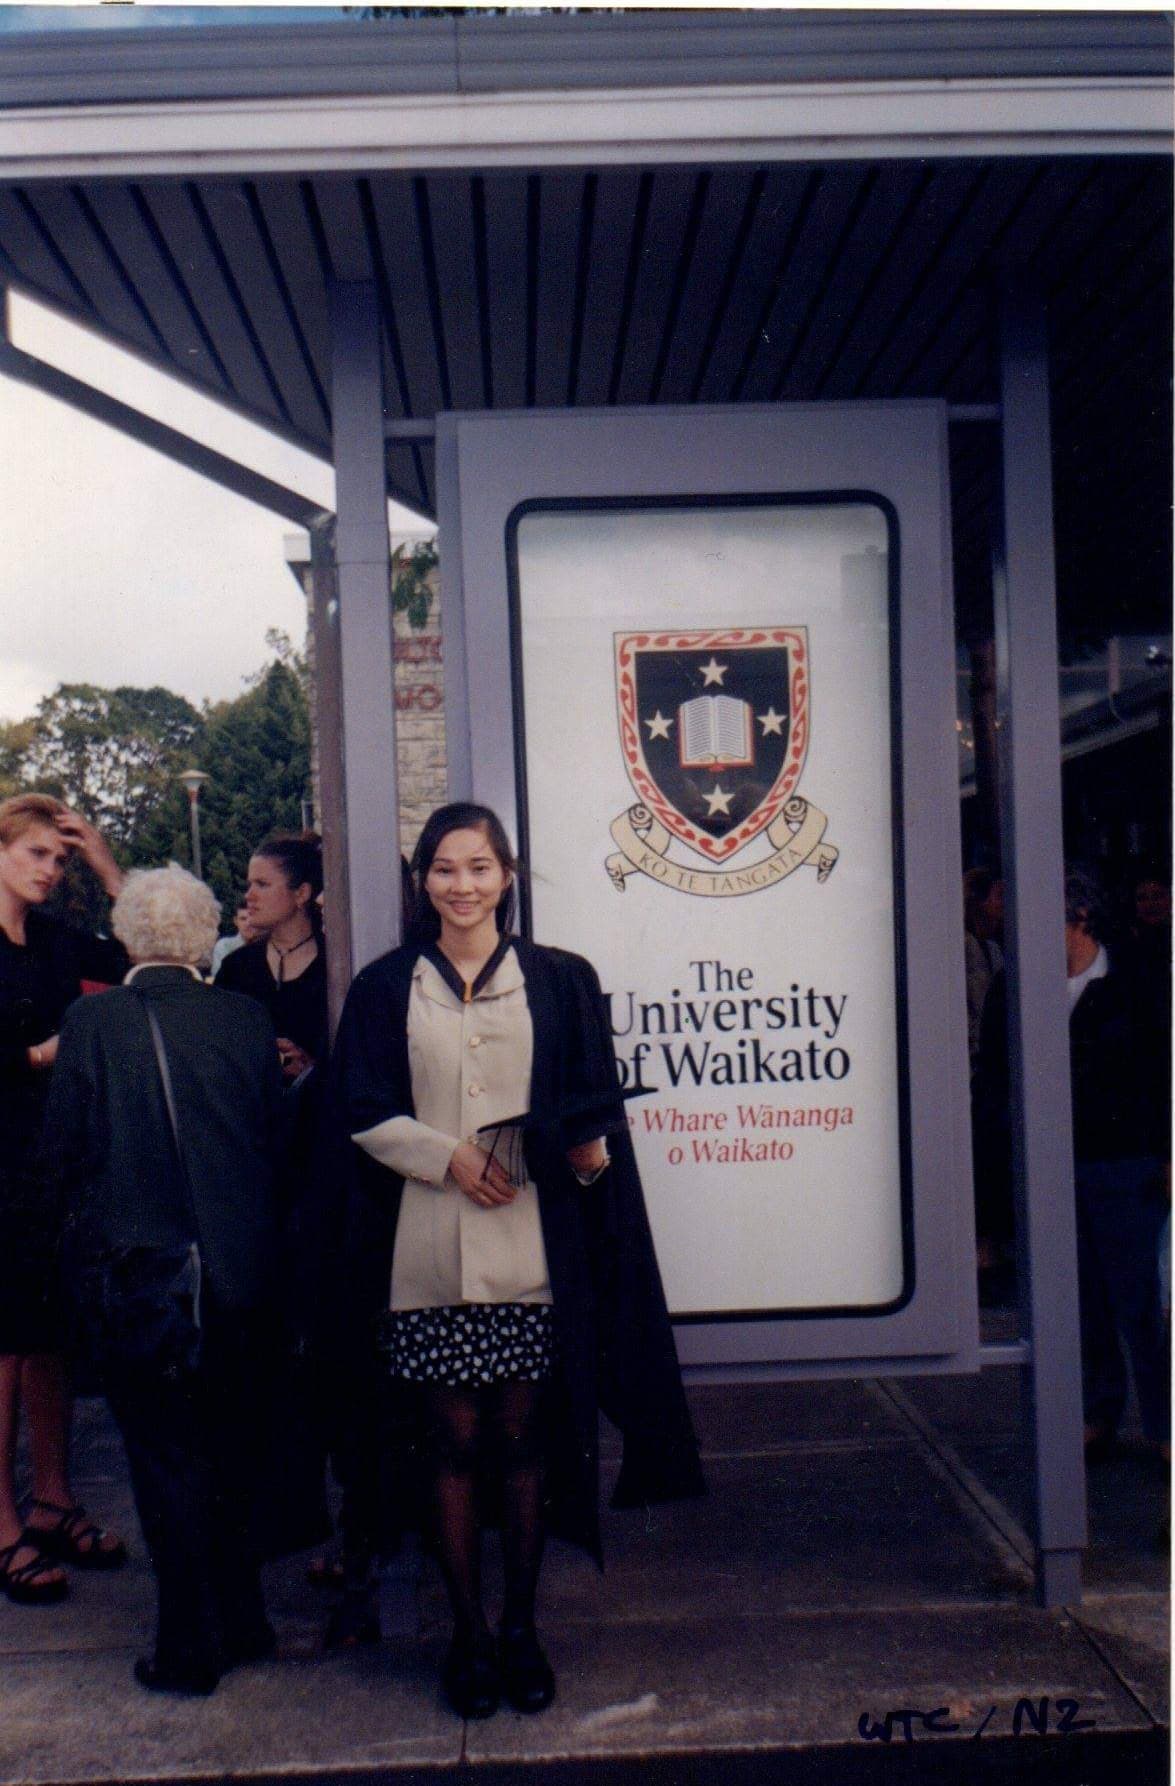 KO TE TANGATA
The
University
of Waikato
Whare Wānanga
o Waikato
WTC / NZ